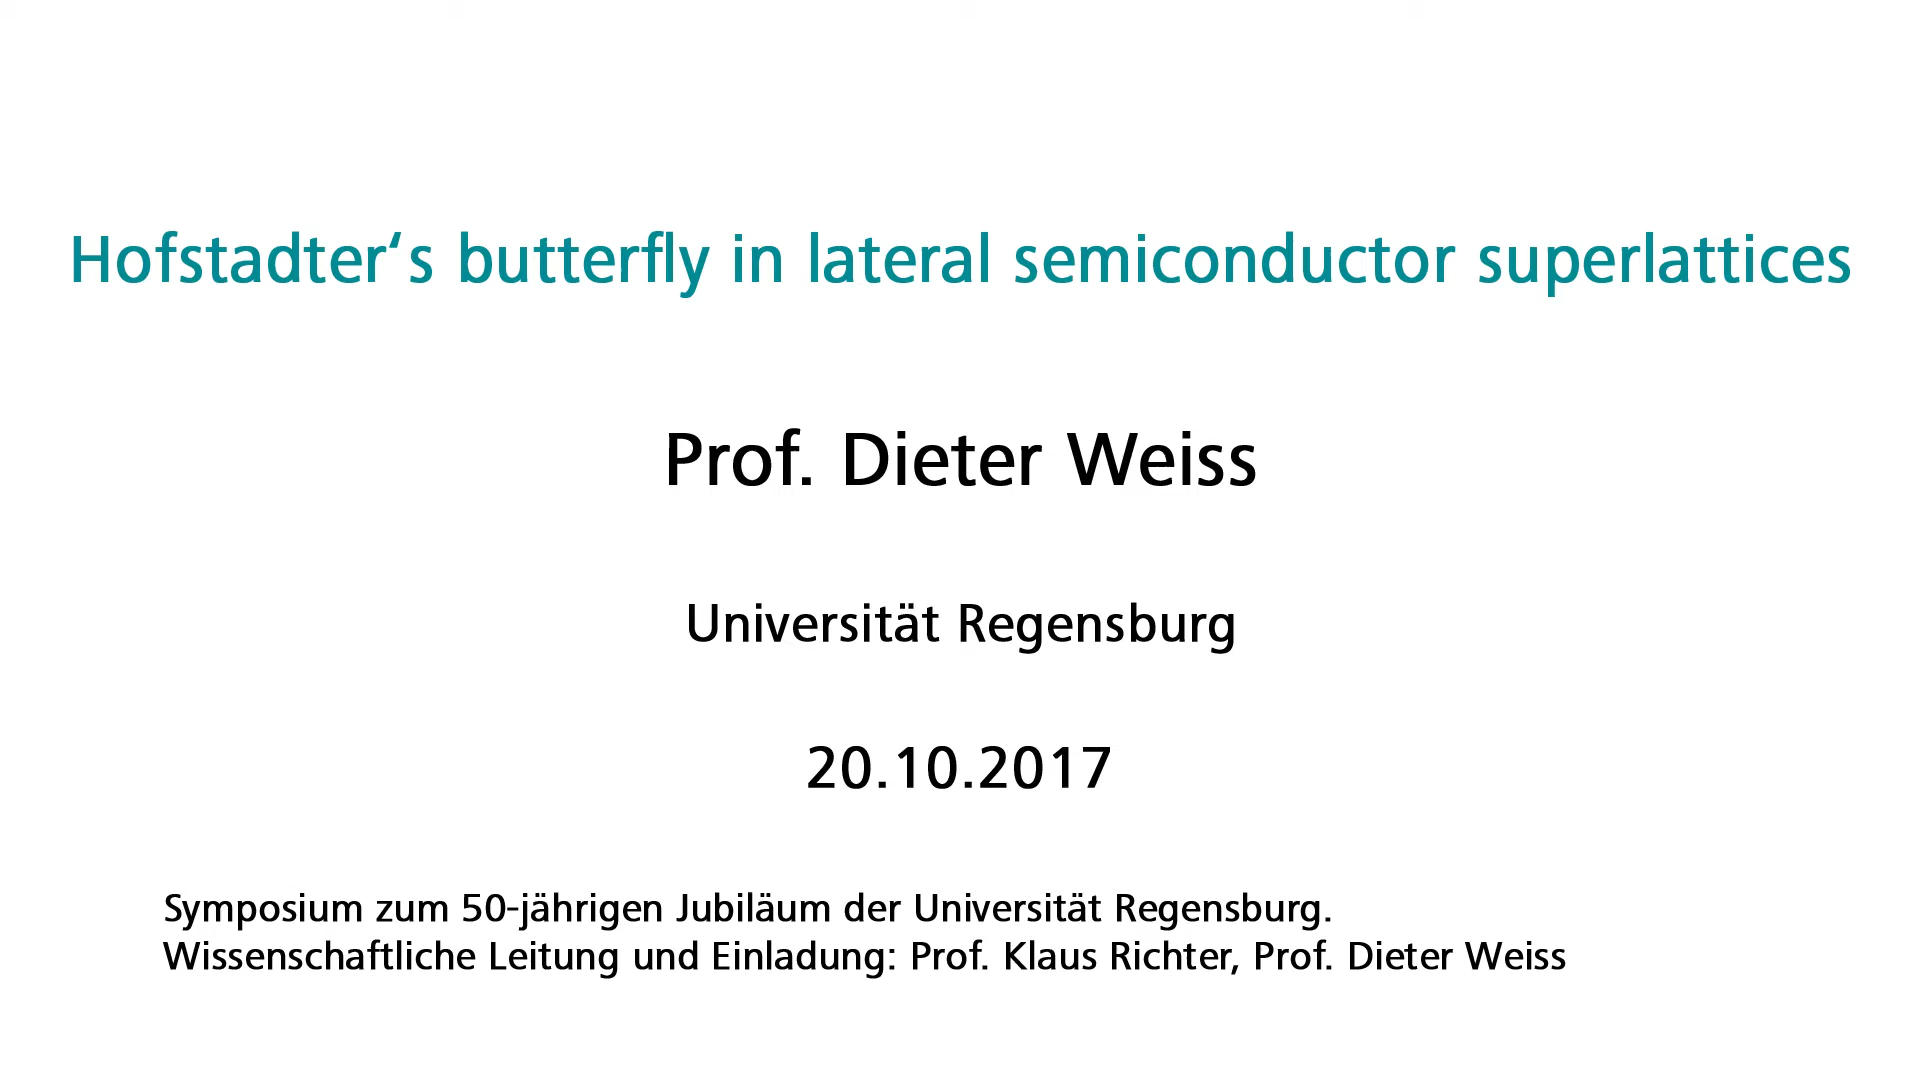 Hofstadter‘s butterfly in lateral semiconductor superlattices
Prof. Dieter Weiss
Universität Regensburg
20.10.2017
Symposium zum 50-jährigen Jubiläum der Universität Regensburg.
Wissenschaftliche Leitung und Einladung: Prof. Klaus Richter, Prof. Dieter Weiss